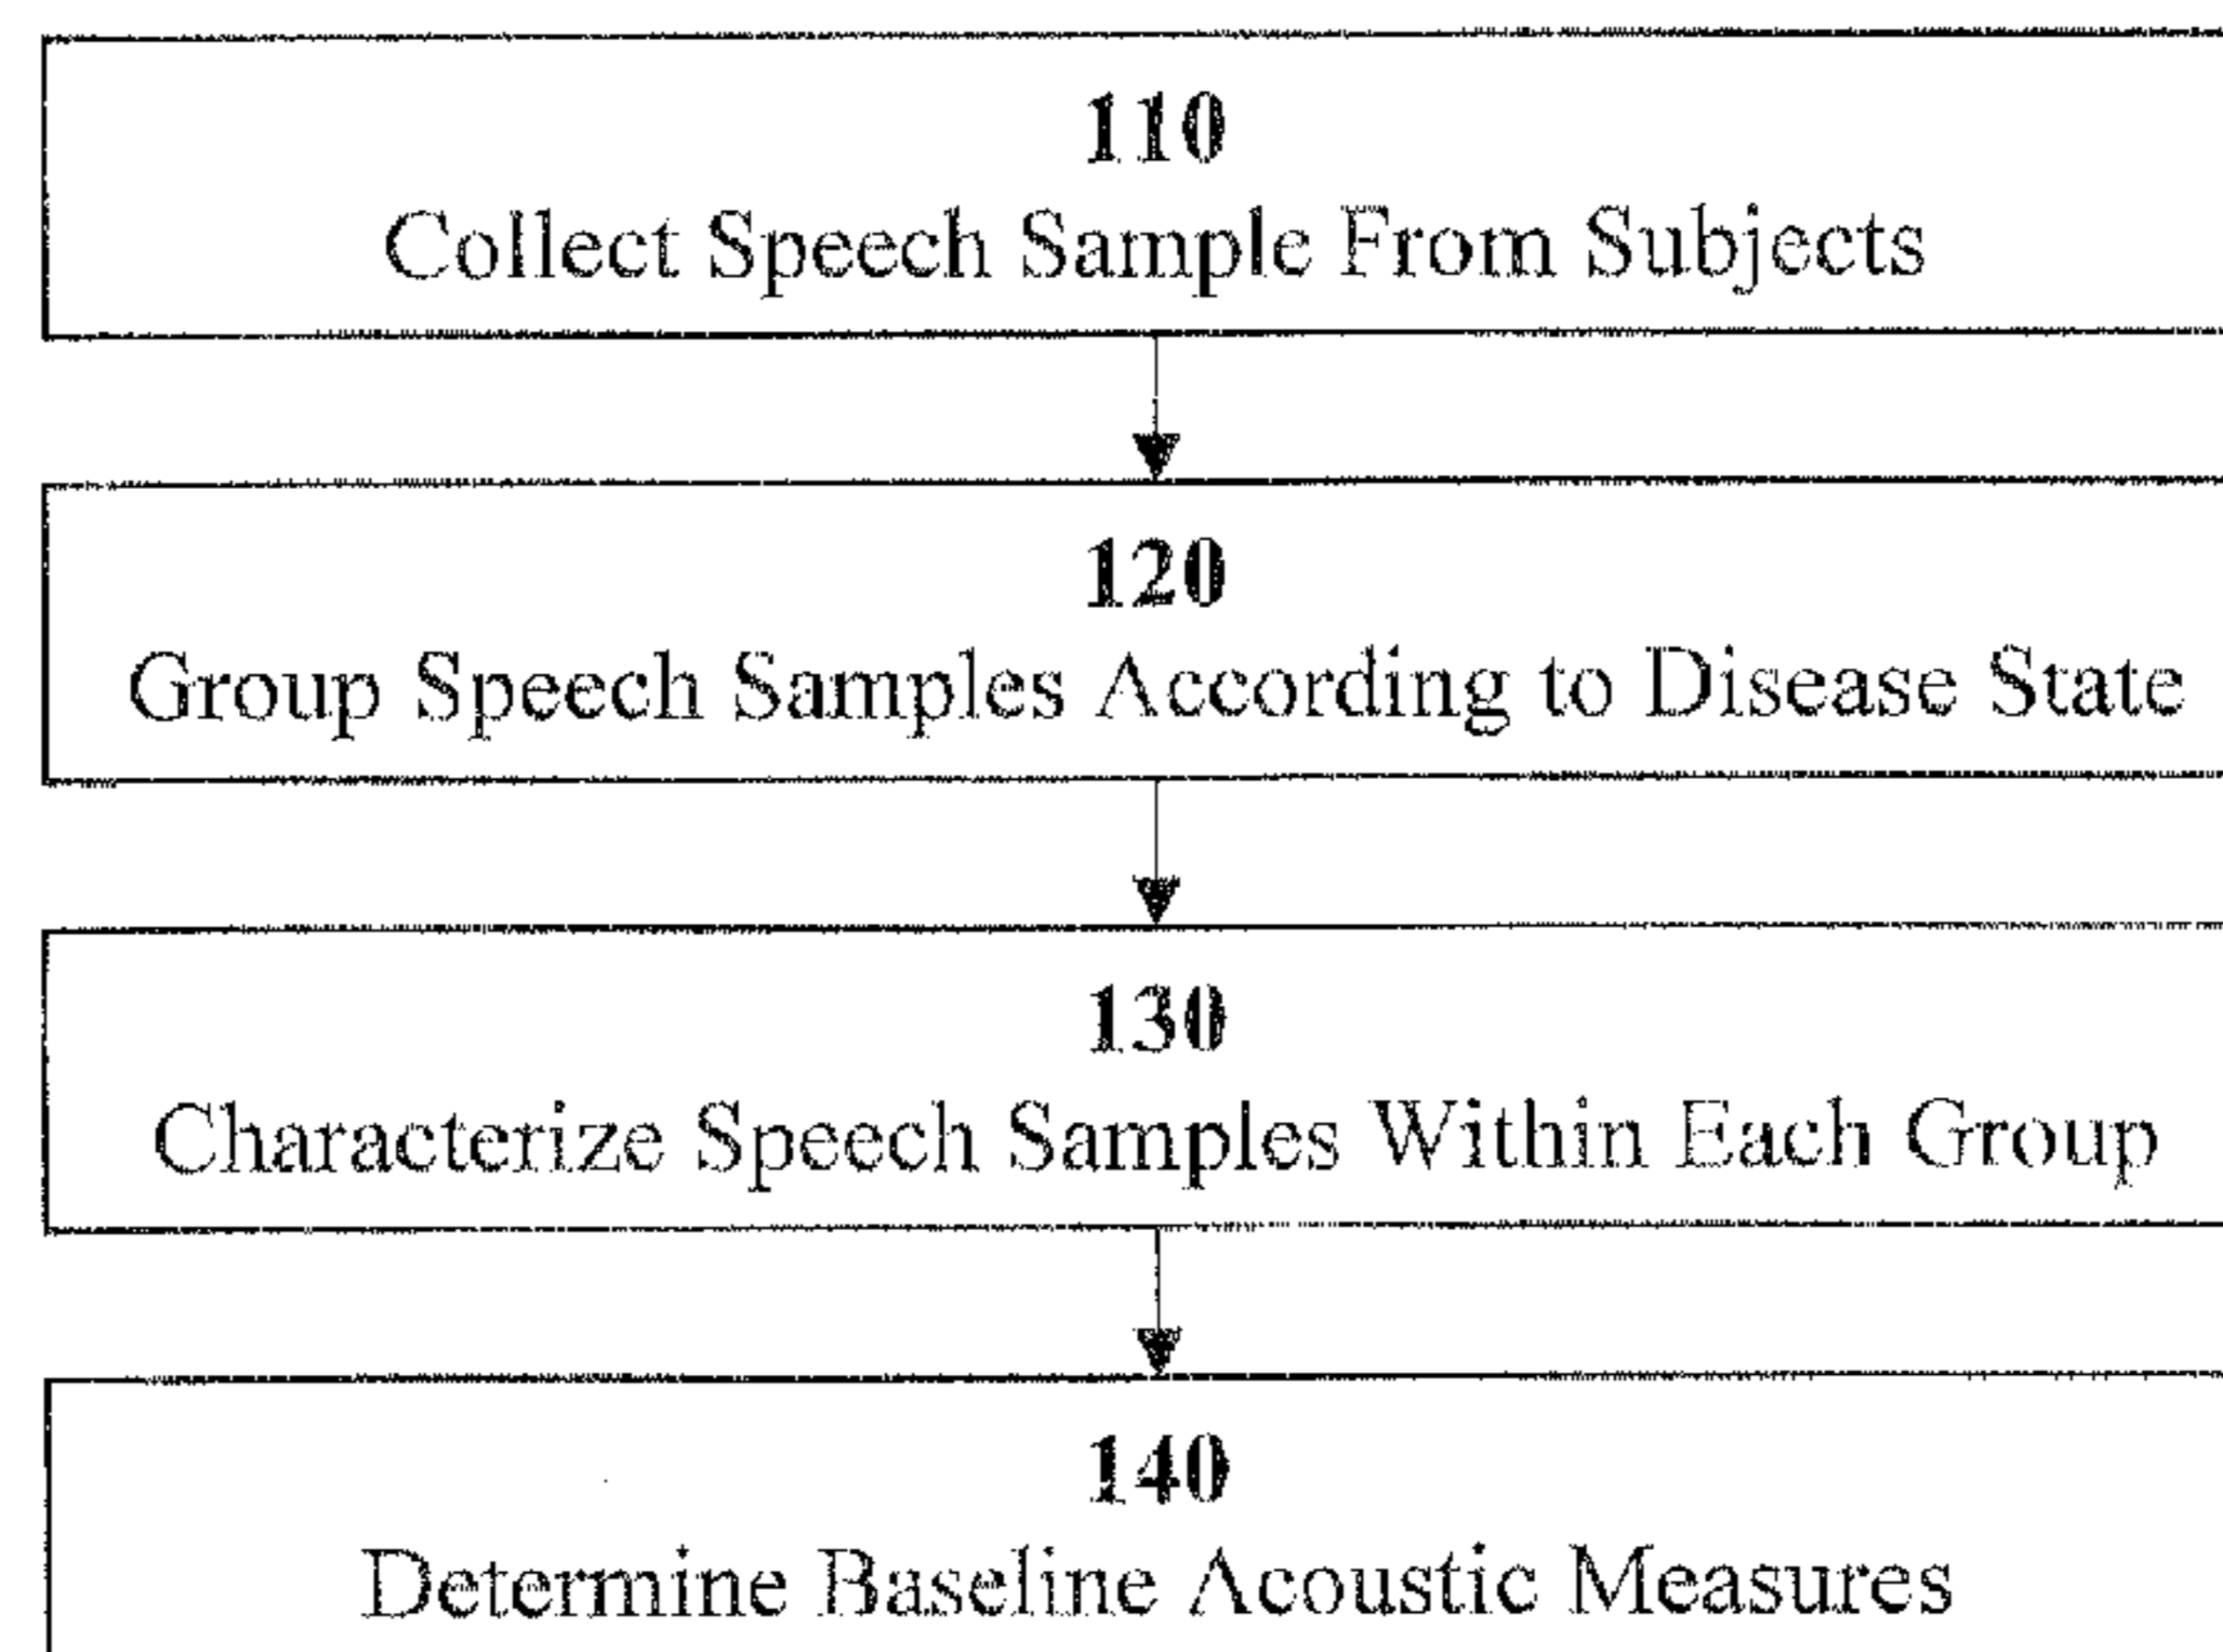 110
Collect Speech Sample From Subjects
120
Group Speech Samples According to Disease State
130
Characterize Speech Samples Within Each Group
140
Determine Baseline Acoustic Measures